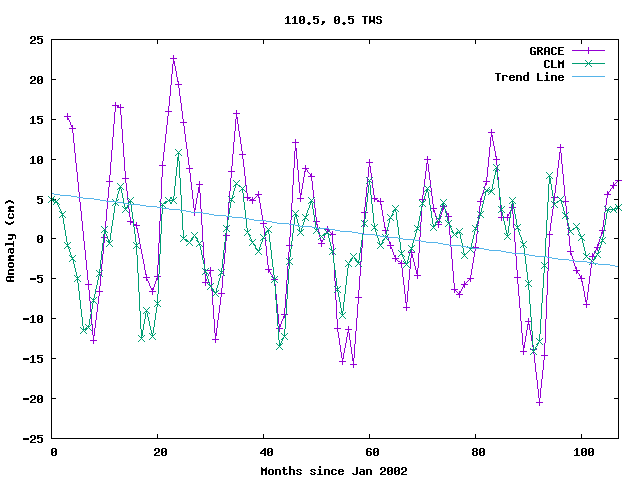 110.5, 0.5 TWS
GRACE
CLM
Trend Line
25
20
15
10
5
0
-5
-10
-15
-20
-25
Anomaly (cm)
0 20 40 60 80 100
Months since Jan 2002